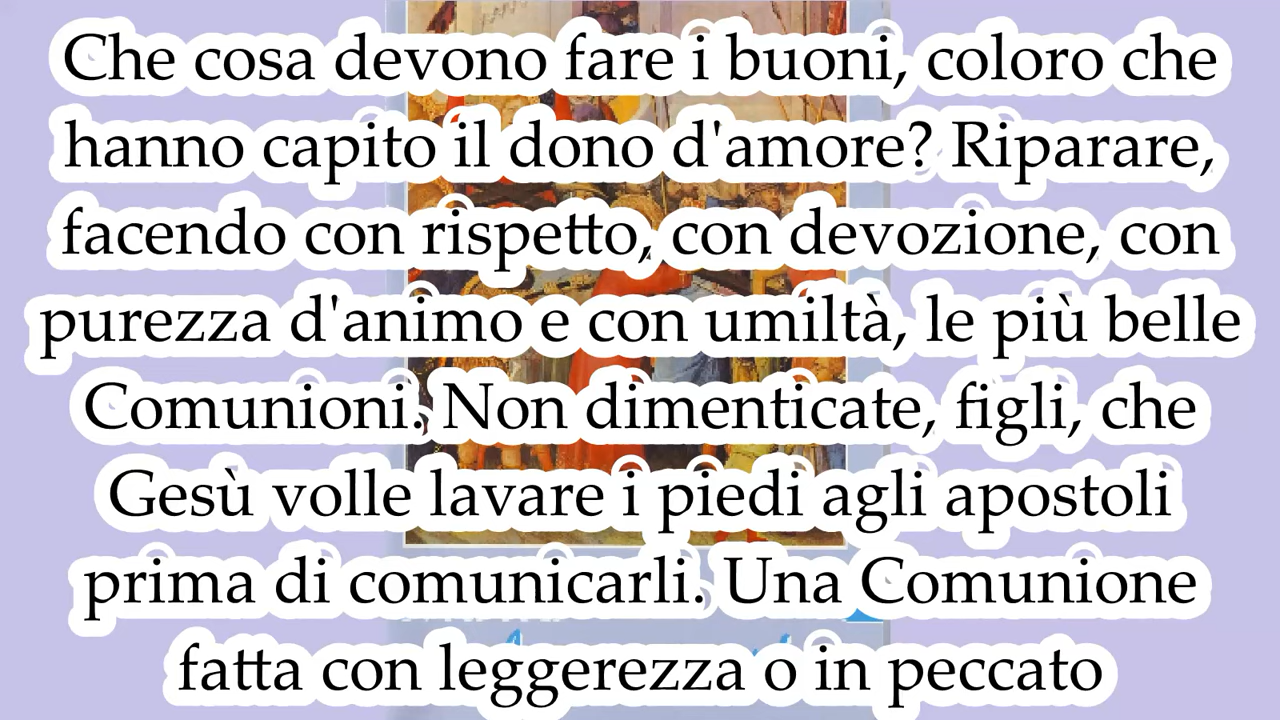 Che cosa devono fare i buoni, coloro che
hanno capito il dono d'amore? Riparare,
facendo con rispetto, con devozione, con
purezza d'animo e con umiltà, le più belle
Comunioni. Non dimenticate, figli, che
Gesù volle lavare i piedi agli apostoli
prima di comunicarli. Una Comunione
fatta con leggerezza o in peccato